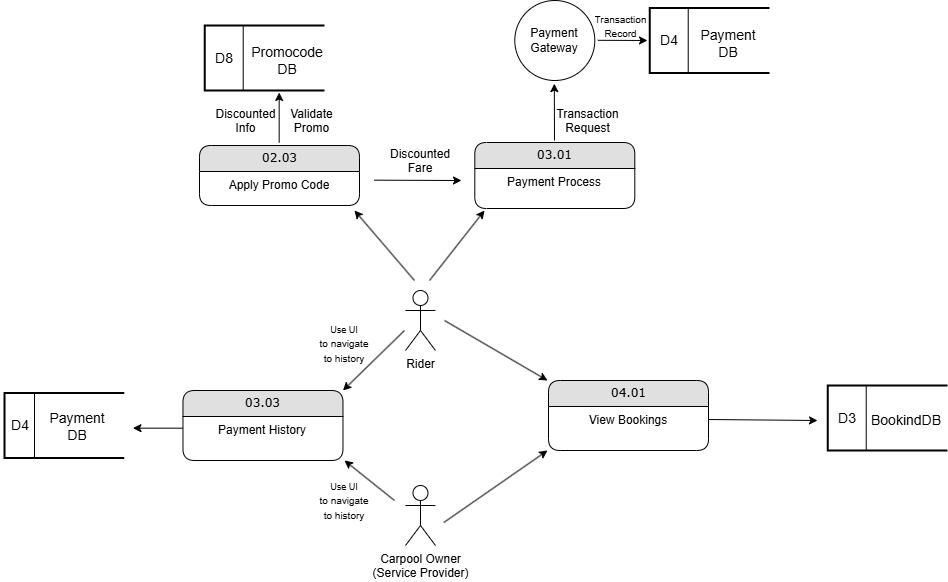 D8
Promocode
DB
Payment
Gateway
Transaction
Record
D4
Payment
DB
Discounted
Info
Validate
Promo
Transaction
Request
02.03
Apply Promo Code
Discounted
Fare
03.01
Payment Process
Rider
Use UI
to navigate
to history
D4
Payment
DB
03.03
Payment History
04.01
View Bookings
D3
BookindDB
Use UI
to navigate
to history
Carpool Owner
(Service Provider)